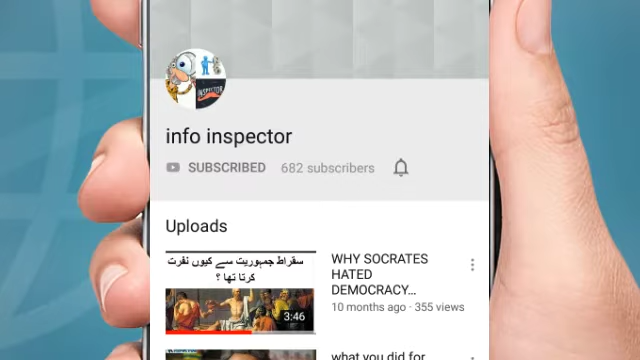 INSPECTOR
info inspector
SUBSCRIBED 682 subscribers
Uploads
سقراط جمہوریت سے کیوں نفرت
کرتا تھا ؟
3:46
WHY SOCRATES
HATED
DEMOCRACY...
10 months ago · 355 views
what you did for